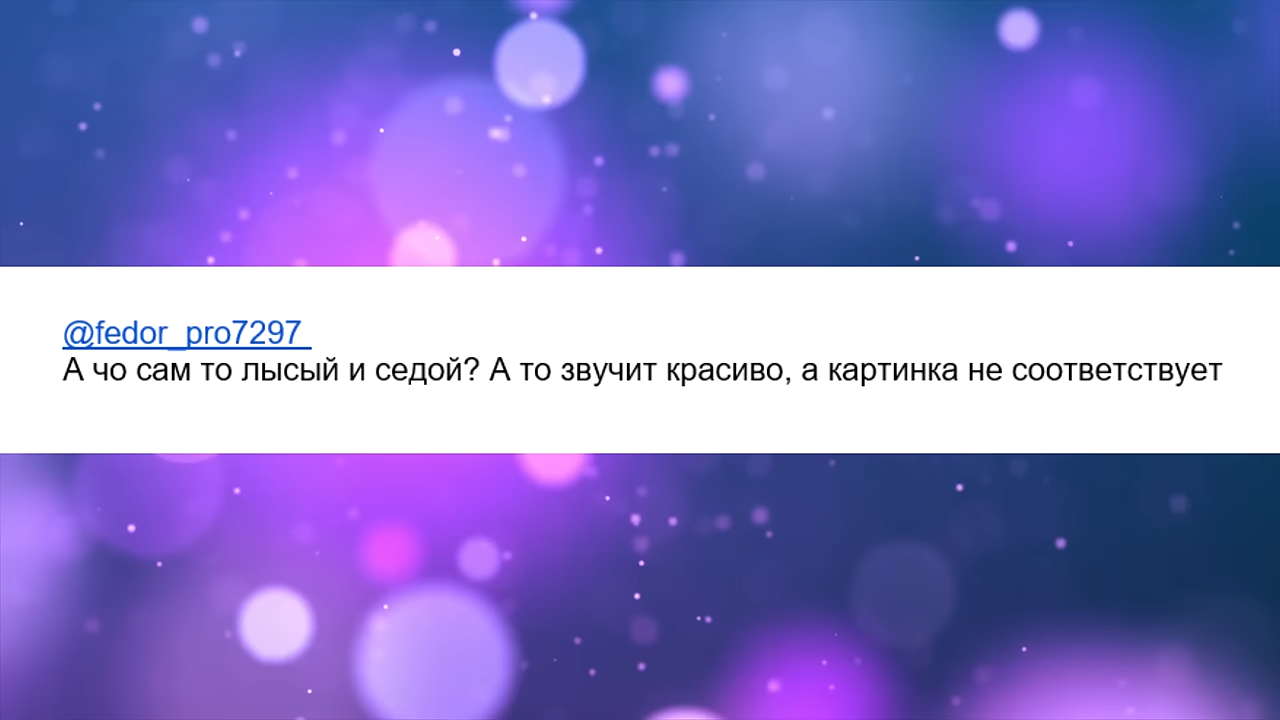 @fedor_pro7297
А чо сам то лысый и седой? А то звучит красиво, а картинка не соответствует